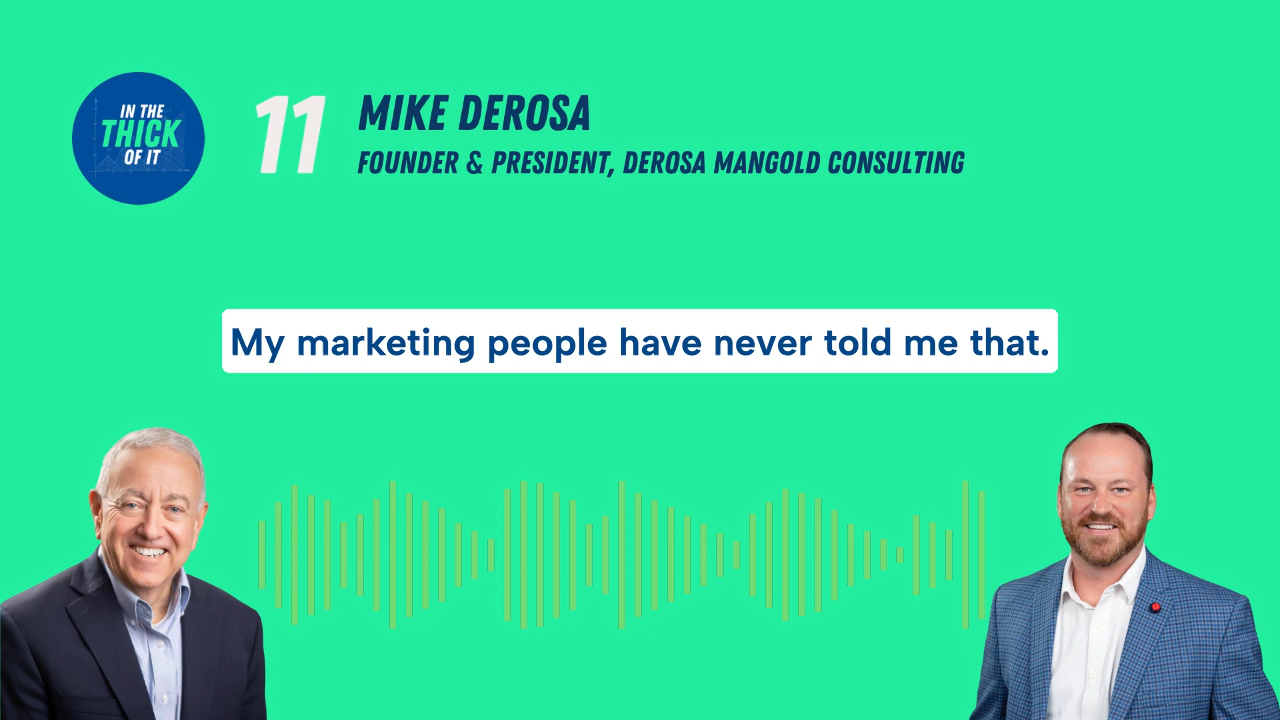 IN THE
THICK
OF IT
11
MIKE DEROSA
FOUNDER & PRESIDENT, DEROSA MANGOLD CONSULTING
My marketing people have never told me that.